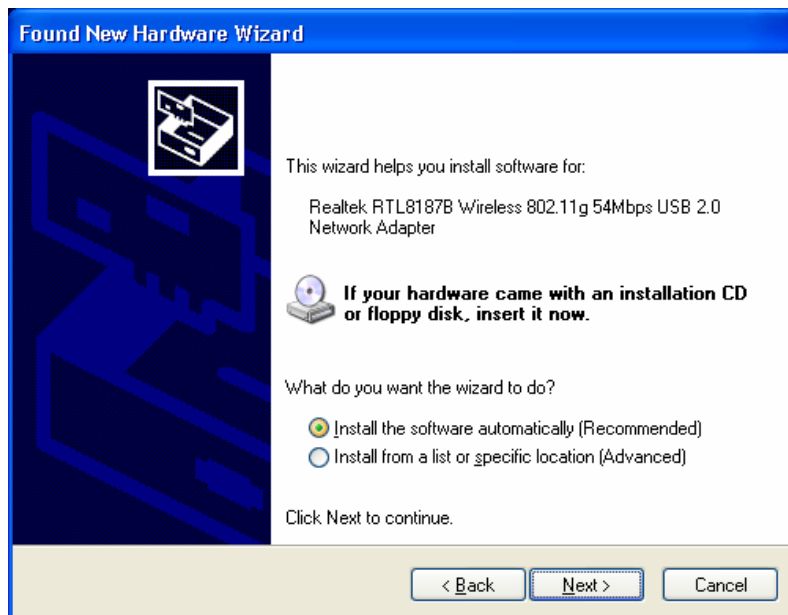 Found New Hardware Wizard
This wizard helps you install software for:
Realtek RTL8187B Wireless 802.11g 54Mbps USB 2.0
Network Adapter
If your hardware came with an installation CD
or floppy disk, insert it now.
What do you want the wizard to do?
Install the software automatically (Recommended)
Install from a list or specific location (Advanced)
Click Next to continue.
< Back Next > Cancel